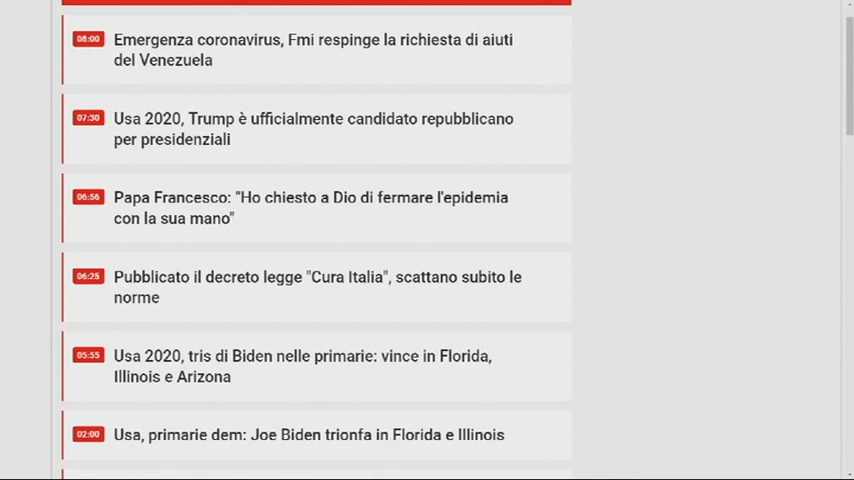 08:00 Emergenza coronavirus, Fmi respinge la richiesta di aiuti
del Venezuela
07:30 Usa 2020, Trump è ufficialmente candidato repubblicano
per presidenziali
06:56 Papa Francesco: "Ho chiesto a Dio di fermare l'epidemia
con la sua mano"
06:25 Pubblicato il decreto legge "Cura Italia", scattano subito le
norme
05:55 Usa 2020, tris di Biden nelle primarie: vince in Florida,
Illinois e Arizona
02:00 Usa, primarie dem: Joe Biden trionfa in Florida e Illinois